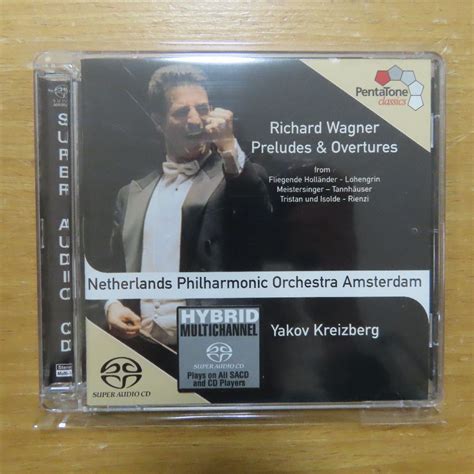 SUPER AUDIO CD
PentaTone
classics
Richard Wagner
Preludes & Overtures
from
Fliegende Holländer - Lohengrin
Meistersinger – Tannhäuser
Tristan und Isolde - Rienzi
Netherlands Philharmonic Orchestra Amsterdam
Yakov Kreizberg
HYBRID
MULTICHANNEL
SUPER AUDIO CD
Plays on All SACD
and CD Players
SUPER AUDIO CD